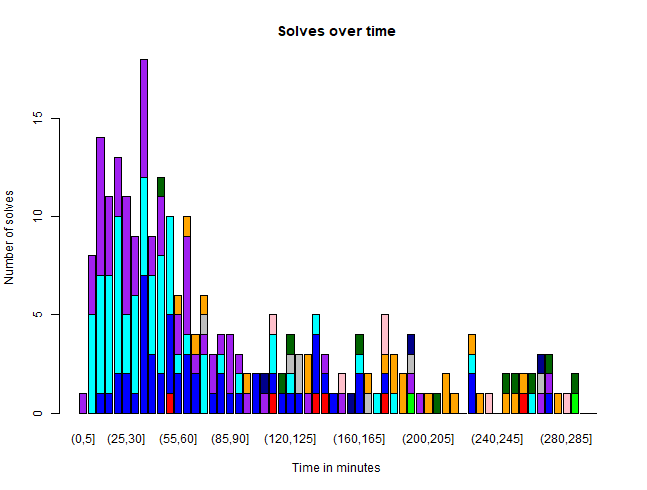 Solves over time
Number of solves
15
10
5
0
(0,5] (25,30] (55,60] (85,90] (120,125] (160,165] (200,205] (240,245] (280,285]
Time in minutes